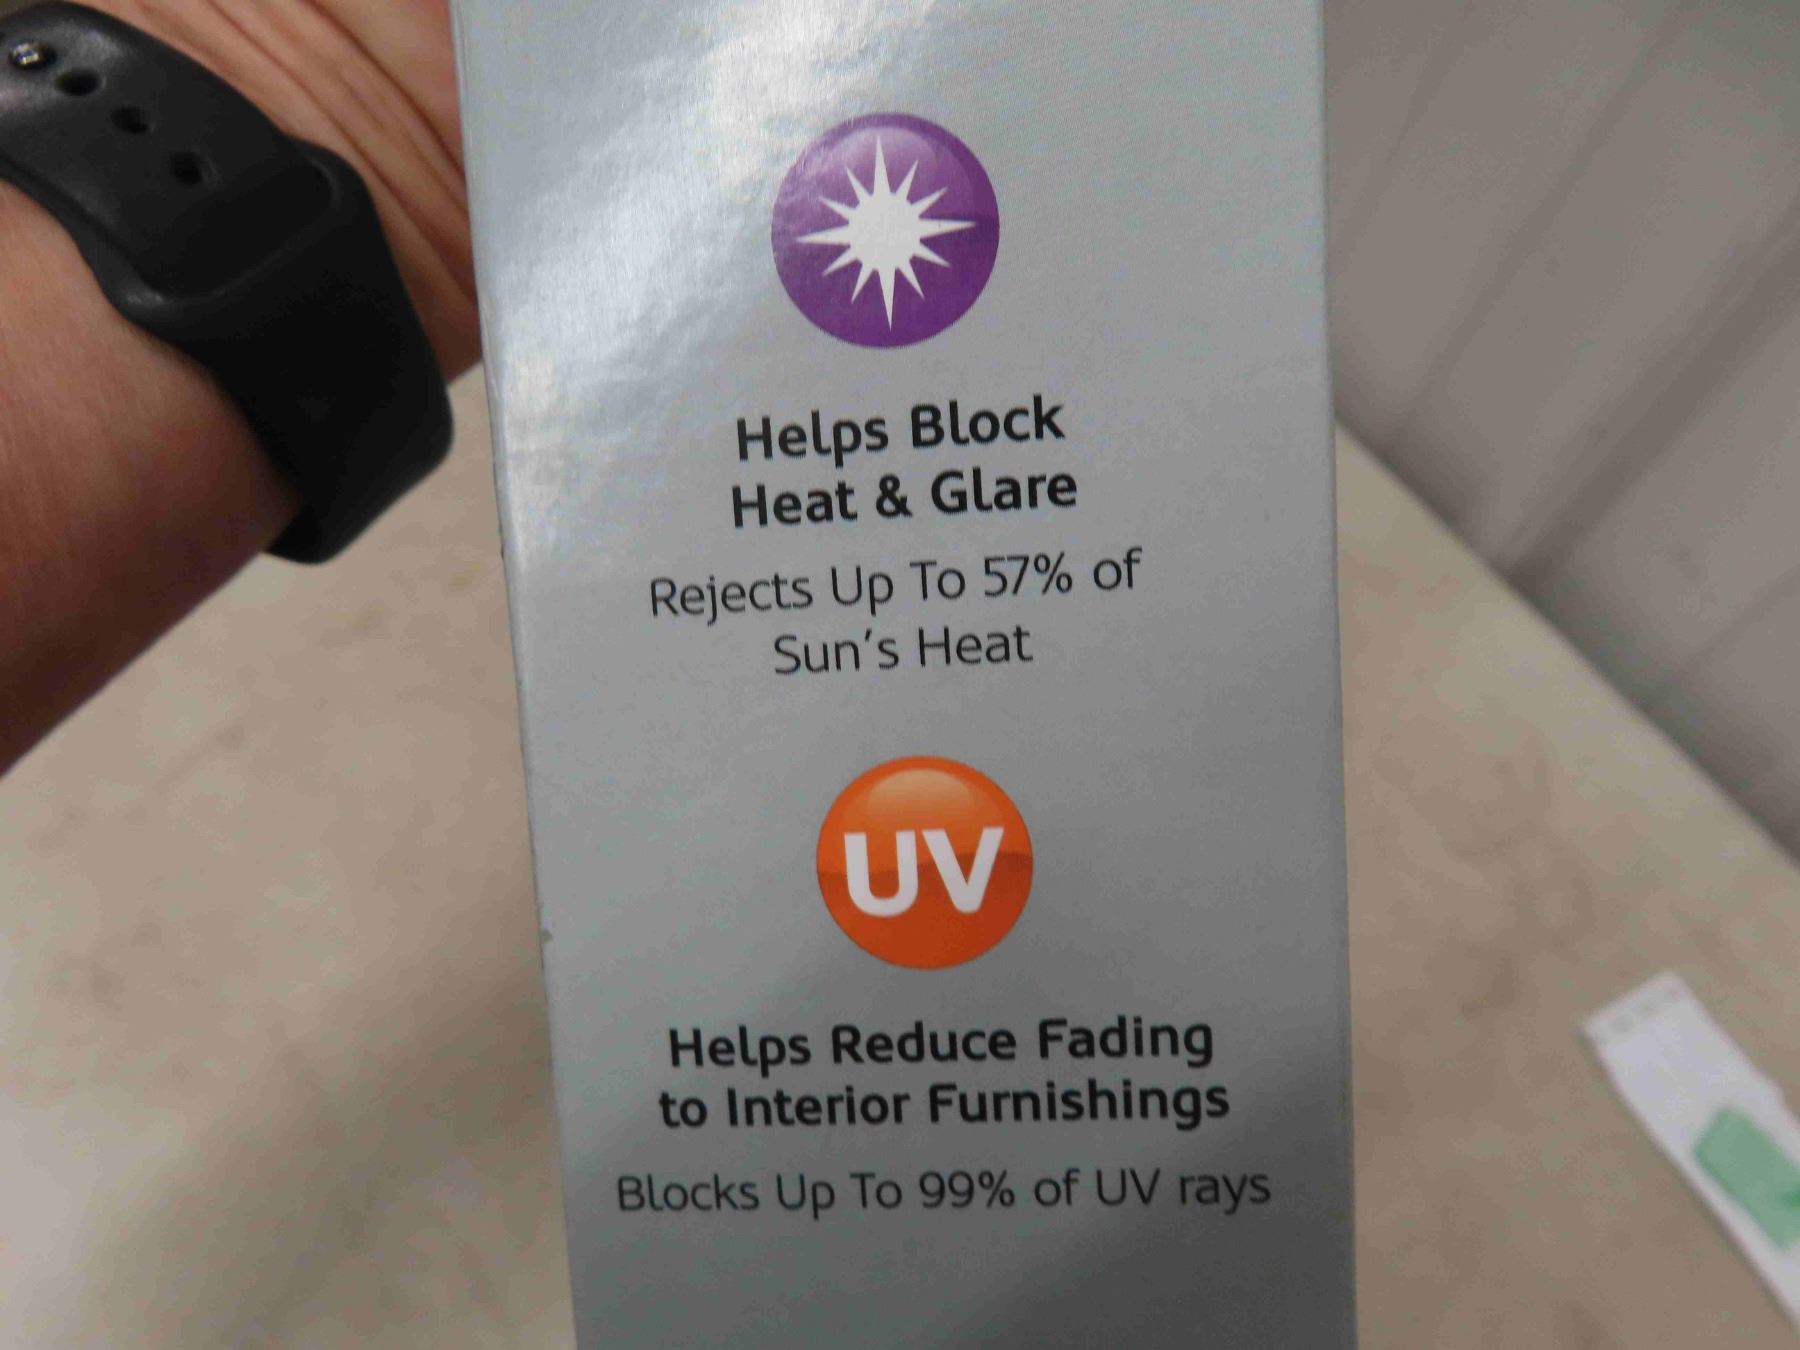 Helps Block
Heat & Glare
Rejects Up To 57% of
Sun's Heat
UV
Helps Reduce Fading
to Interior Furnishings
Blocks Up To 99% of UV rays